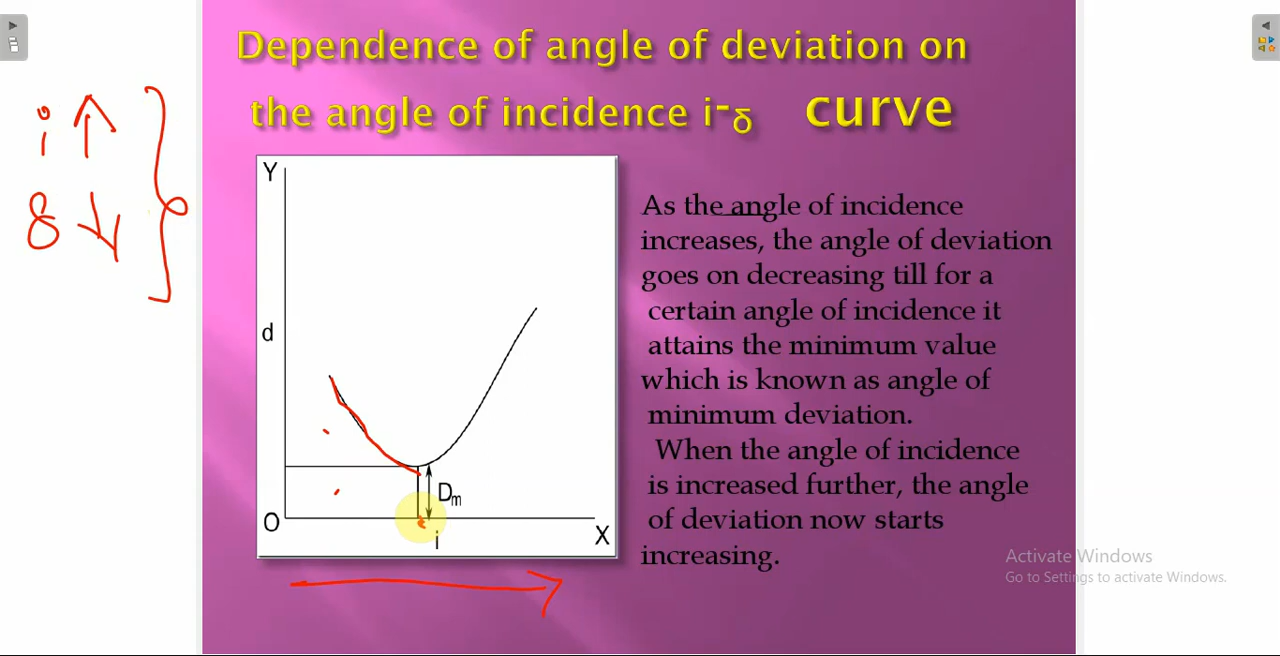 Dependence of angle of deviation on
the angle of incidence i-δ curve
i ↑
δ ↓
Y
d
O
Dm
i
X
As the angle of incidence
increases, the angle of deviation
goes on decreasing till for a
certain angle of incidence it
attains the minimum value
which is known as angle of
minimum deviation.
When the angle of incidence
is increased further, the angle
of deviation now starts
increasing.
Activate Windows
Go to Settings to activate Windows.